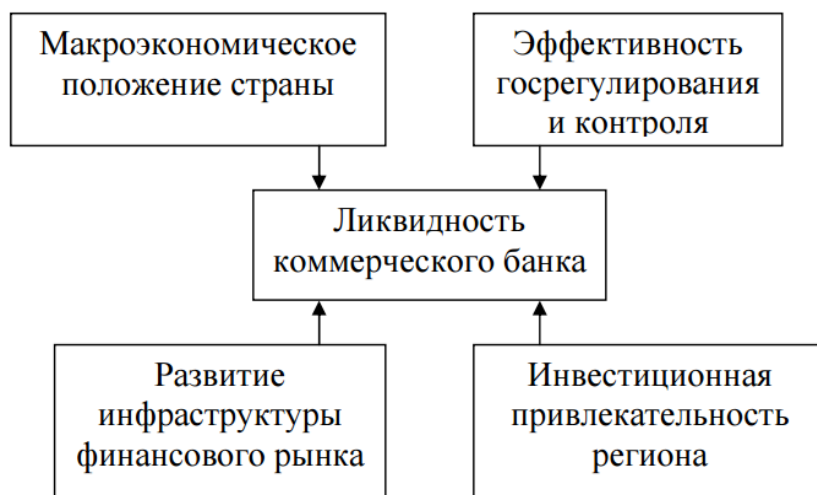 Макроэкономическое
положение страны
Эффективность
госрегулирования
и контроля
Ликвидность
коммерческого банка
Развитие
инфраструктуры
финансового рынка
Инвестиционная
привлекательность
региона